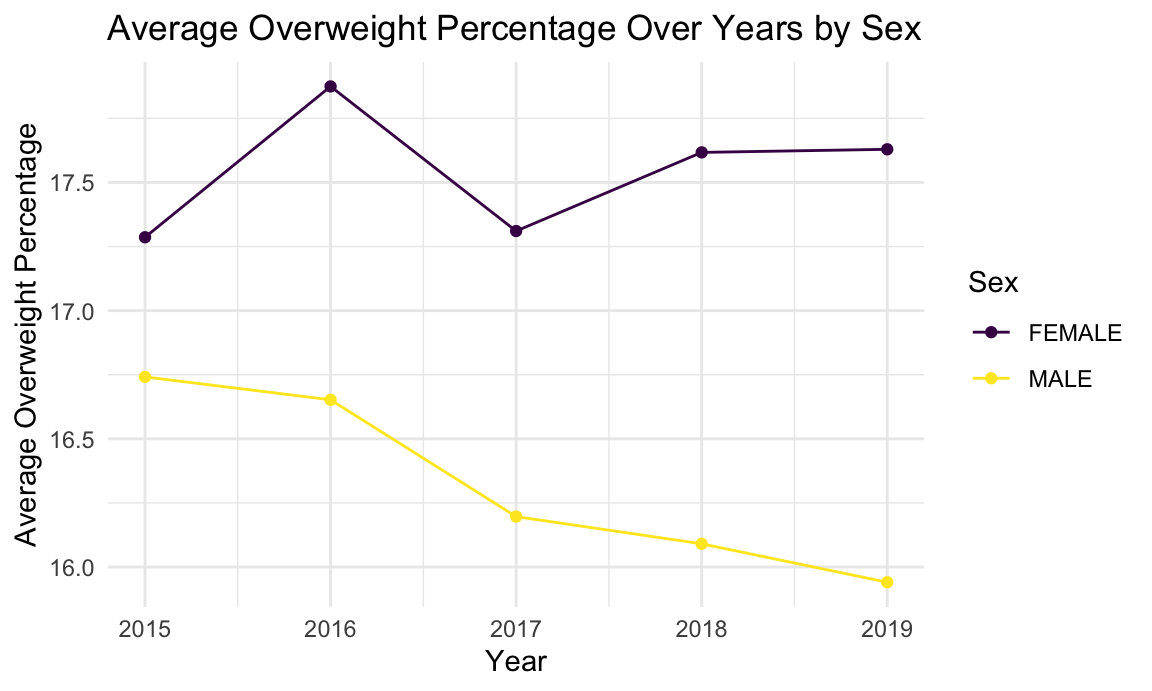 Average Overweight Percentage Over Years by Sex
Average Overweight Percentage
17.5
17.0
16.5
16.0
2015 2016 2017 2018 2019
Year
Sex
FEMALE
MALE